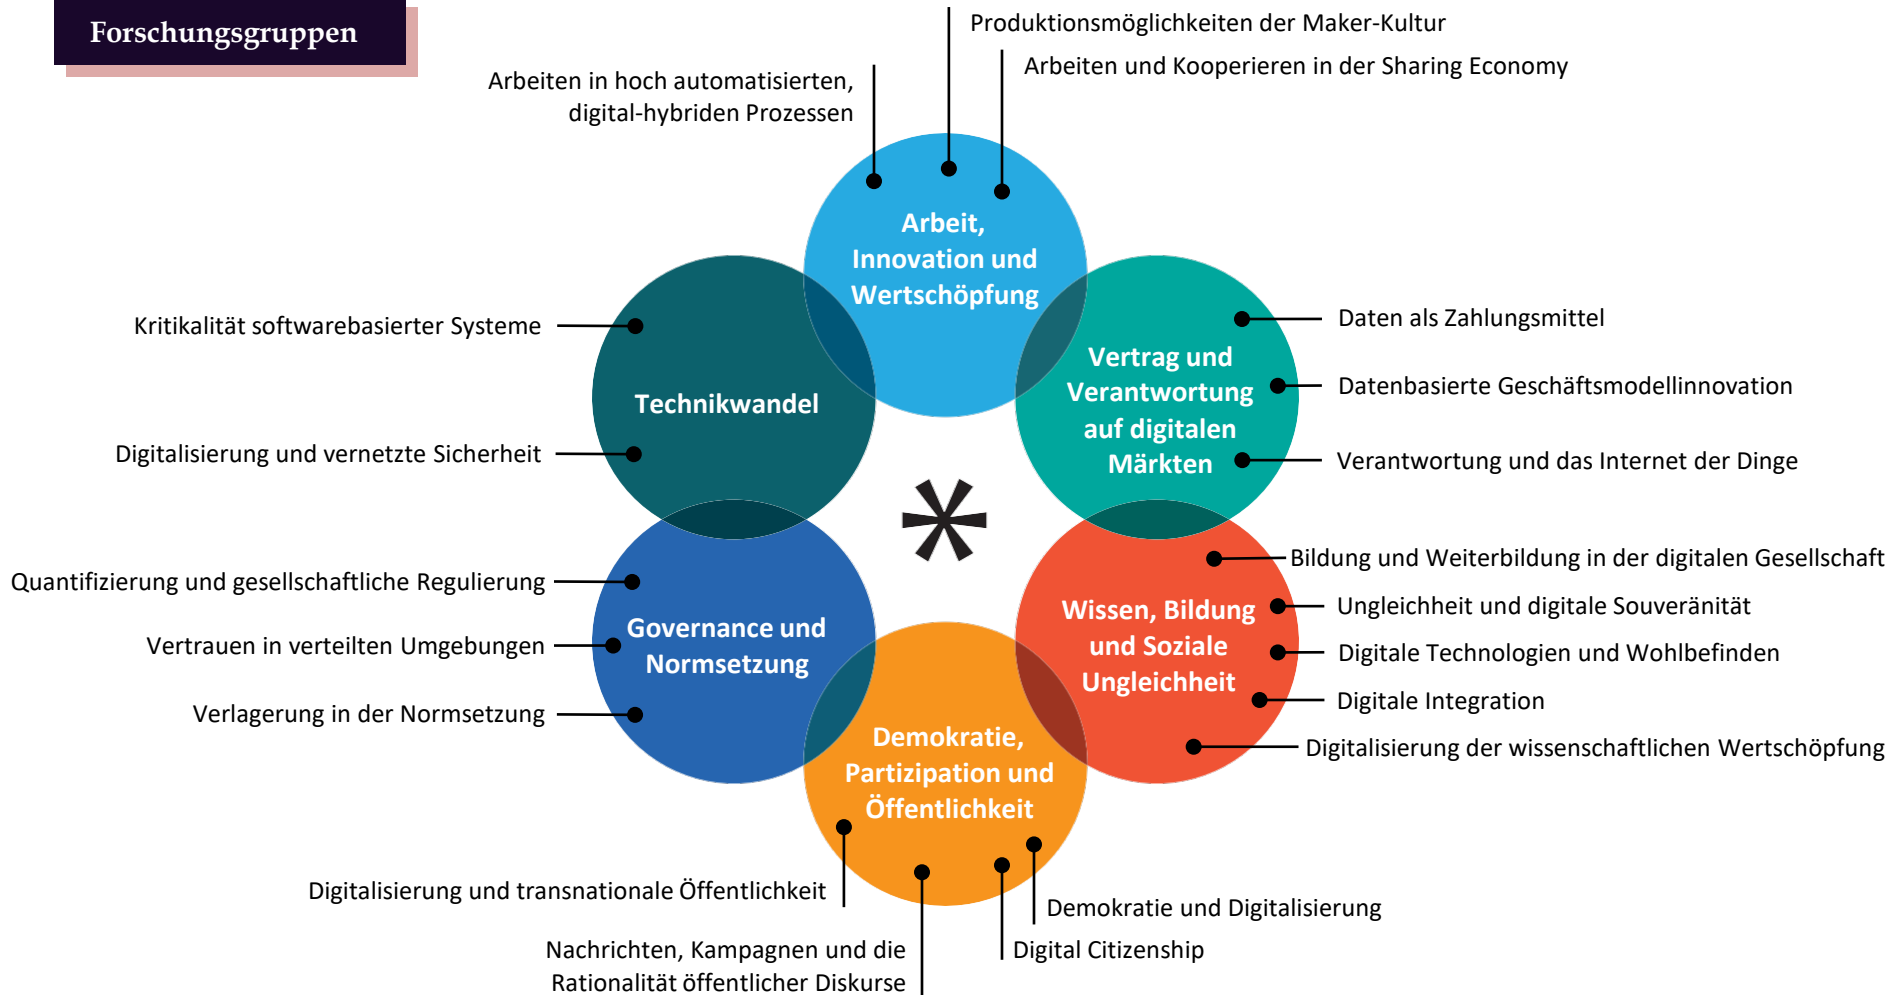 Forschungsgruppen
Produktionsmöglichkeiten der Maker-Kultur
Arbeiten und Kooperieren in der Sharing Economy
Arbeiten in hoch automatisierten,
digital-hybriden Prozessen
Arbeit,
Innovation und
Wertschöpfung
Kritikalität softwarebasierter Systeme
Technikwandel
Digitalisierung und vernetzte Sicherheit
Vertrag und
Verantwortung
auf digitalen
Märkten
Daten als Zahlungsmittel
Datenbasierte Geschäftsmodellinnovation
Verantwortung und das Internet der Dinge
*
Quantifizierung und gesellschaftliche Regulierung
Vertrauen in verteilten Umgebungen
Verlagerung in der Normsetzung
Governance und
Normsetzung
Wissen, Bildung
und Soziale
Ungleichheit
Bildung und Weiterbildung in der digitalen Gesellschaft
Ungleichheit und digitale Souveränität
Digitale Technologien und Wohlbefinden
Digitale Integration
Digitalisierung der wissenschaftlichen Wertschöpfung
Demokratie,
Partizipation und
Öffentlichkeit
Digitalisierung und transnationale Öffentlichkeit
Nachrichten, Kampagnen und die
Rationalität öffentlicher Diskurse
Demokratie und Digitalisierung
Digital Citizenship